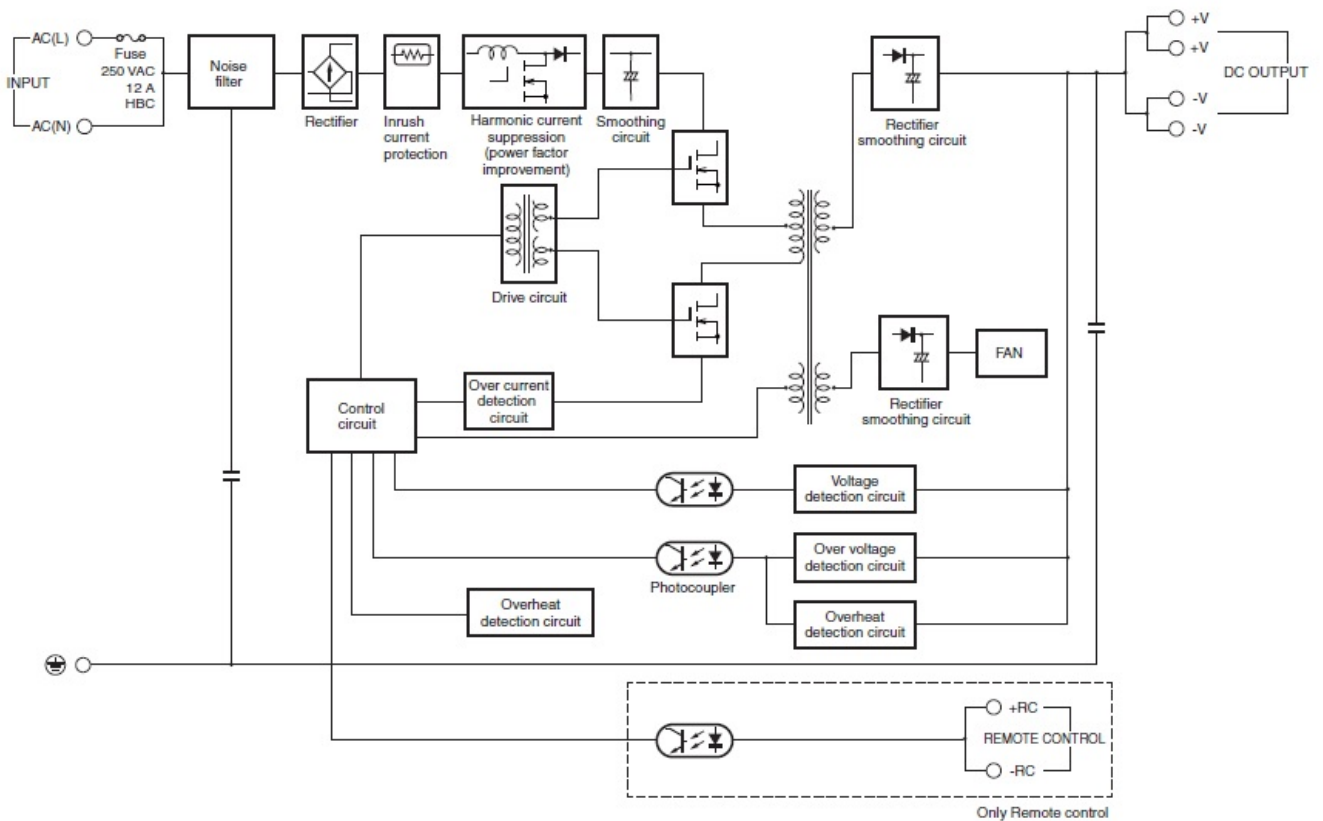 AC(L)
Fuse
250 VAC
12 A
HBC
INPUT
AC(N)
Noise
filter
Rectifier
Inrush
current
protection
Harmonic current
suppression
(power factor
improvement)
Smoothing
circuit
Rectifier
smoothing circuit
+V
+V
DC OUTPUT
-V
-V
Drive circuit
Control
circuit
Over current
detection
circuit
FAN
Rectifier
smoothing circuit
Voltage
detection circuit
Over voltage
detection circuit
Photocoupler
Overheat
detection circuit
Overheat
detection circuit
+RC
REMOTE CONTROL
-RC
Only Remote control